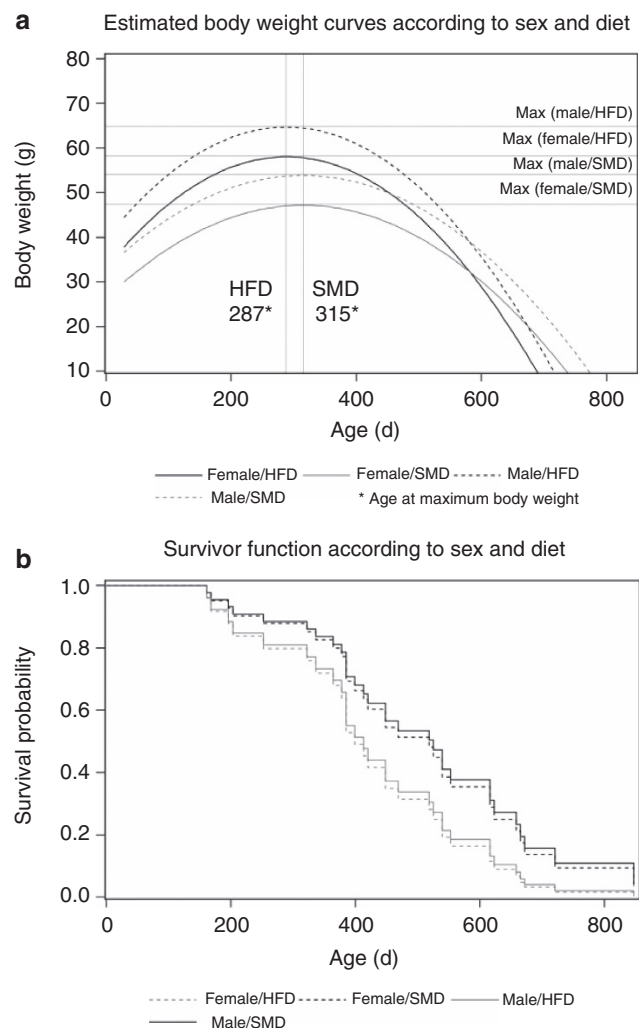 a Estimated body weight curves according to sex and diet
80
70
60
50
40
30
20
10
Body weight (g)
Max (male/HFD)
Max (female/HFD)
Max (male/SMD)
Max (female/SMD)
HFD SMD
287* 315*
0 200 400 600 800
Age (d)
Female/HFD Female/SMD Male/HFD
Male/SMD * Age at maximum body weight
b Survivor function according to sex and diet
1.0
0.8
0.6
0.4
0.2
0.0
Survival probability
0 200 400 600 800
Age (d)
Female/HFD Female/SMD Male/HFD
Male/SMD